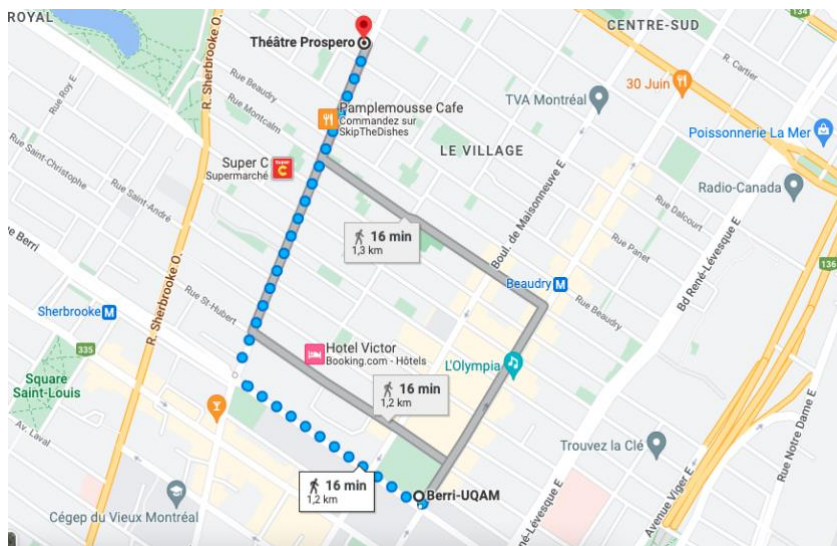 ROYAL
CENTRE-SUD
134
Théâtre Prospero
R. Sherbrooke O.
Rue Beaudry
Rue Montcalm
Rue Roy E
R. Cartier
30 Juin
TVA Montréal
Pamplemousse Cafe
Commandez sur
SkipTheDishes
Poissonnerie La Mer
LE VILLAGE
Rue Saint-Christophe
Super C
Supermarché
Radio-Canada
Rue Saint-André
Rue Dalcourt
Boul. de Maisonneuve E
Bd René-Lévesque E
16 min
1,3 km
Rue Panet
ue Berri
136
Beaudry
Rue Beaudry
Sherbrooke
Rue St-Hubert
R. Sherbrooke O.
335
Hotel Victor
Booking.com - Hôtels
L'Olympia
Square
Saint-Louis
16 min
1,2 km
Av. Laval
Trouvez la Clé
Rue Notre Dame E
16 min
1,2 km
Berri-UQAM
Cégep du Vieux Montréal
né-Lévesque E
Avenue Viger E